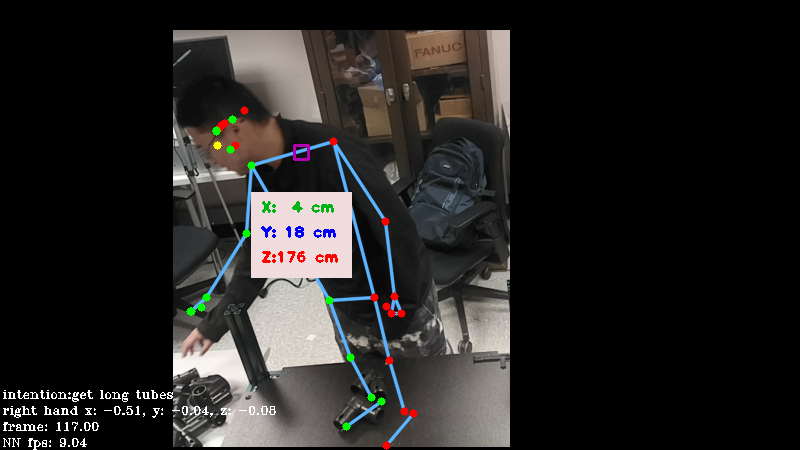 FANUC
X: 4 cm
Y: 18 cm
Z:176 cm
intention:get long tubes
right hand x: -0.51, y: -0.04, z: -0.08
frame: 117.00
NN fps: 9.04